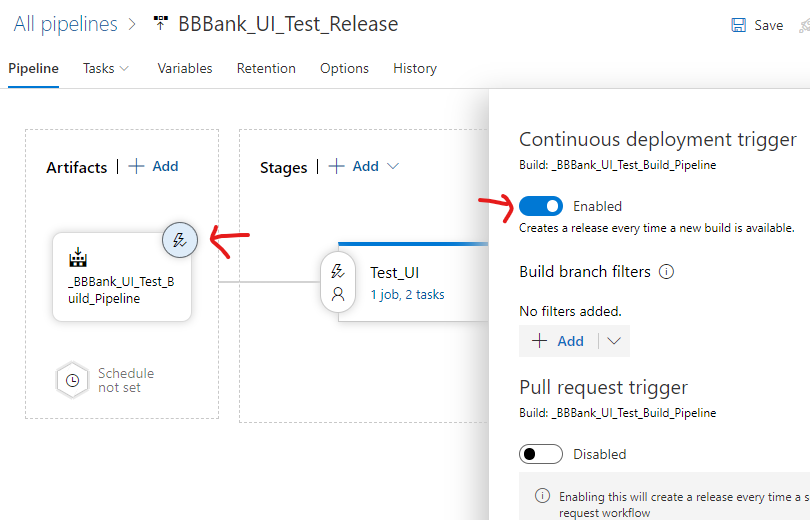 All pipelines > BBBank_UI_Test_Release
Save
Pipeline Tasks Variables Retention Options History
Artifacts | + Add
Stages | + Add
_BBBank_UI_Test_B
uild_Pipeline
Schedule
not set
Test_UI
1 job, 2 tasks
Continuous deployment trigger
Build: _BBBank_UI_Test_Build_Pipeline
Enabled
Creates a release every time a new build is available.
Build branch filters
No filters added.
+ Add
Pull request trigger
Build: _BBBank_UI_Test_Build_Pipeline
Disabled
Enabling this will create a release every time a s
request workflow